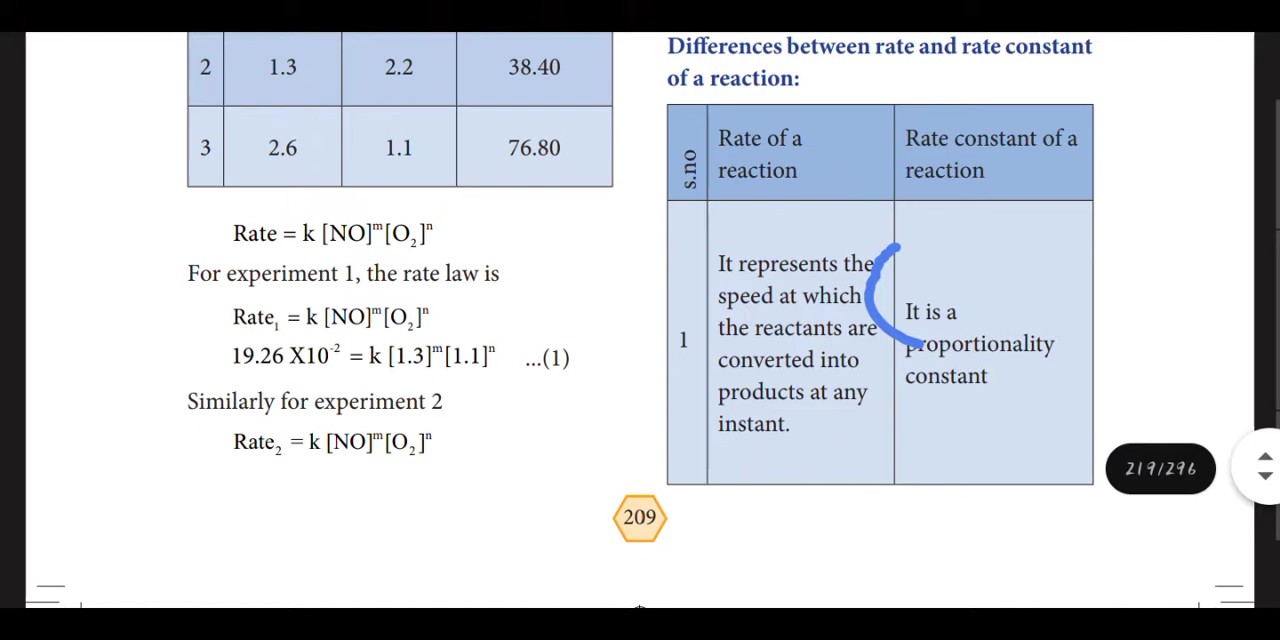 2 1.3 2.2 38.40
3 2.6 1.1 76.80
Rate = k [NO]ᵐ[O₂]ⁿ
For experiment 1, the rate law is
Rate₁ = k [NO]ᵐ[O₂]ⁿ
19.26 X10⁻² = k [1.3]ᵐ[1.1]ⁿ ...(1)
Similarly for experiment 2
Rate₂ = k [NO]ᵐ[O₂]ⁿ
Differences between rate and rate constant
of a reaction:
s.no
Rate of a
reaction
Rate constant of a
reaction
1
It represents the
speed at which
the reactants are
converted into
products at any
instant.
It is a
proportionality
constant
219/296
209